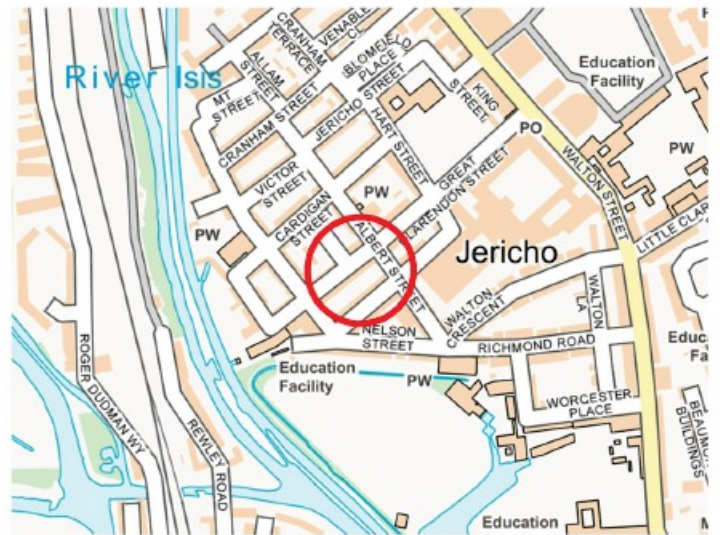 CRANHAM
TERRACE
VENABLE
CL
BLOMFIELD
PLACE
ALLAM
STREET
Education
Facility
River Isis
MT
STREET
CRANHAM STREET
JERICHO STREET
HART STREET
KING
STREET
PO
PW
VICTOR
STREET
PW
GREAT
CLARENDON STREET
WALTON STREET
CARDIGAN
STREET
PW
ALBERT STREET
Jericho
LITTLE CLAR
WALTON
CRESCENT
WALTON
LA
NELSON
STREET
RICHMOND ROAD
Educ
Fa
ROGER DUDMAN WY
Education
Facility
PW
WORCESTER
PLACE
BEAUMON
BUILDINGS
REWLEY
ROAD
Education